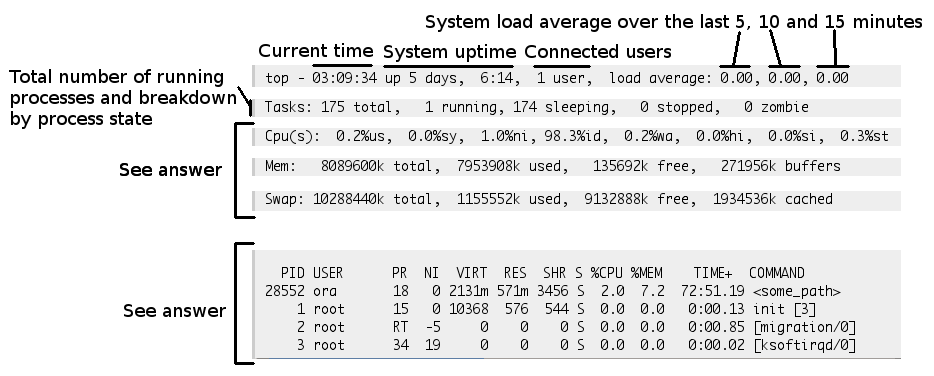 System load average over the last 5, 10 and 15 minutes
Current time System uptime Connected users
top - 03:09:34 up 5 days,  6:14,  1 user,  load average: 0.00, 0.00, 0.00
Total number of running
processes and breakdown
by process state
Tasks: 175 total,   1 running, 174 sleeping,   0 stopped,   0 zombie
See answer
Cpu(s):  0.2%us,  0.0%sy,  1.0%ni, 98.3%id,  0.2%wa,  0.0%hi,  0.0%si,  0.3%st
Mem:   8089600k total,  7953908k used,   135692k free,   271956k buffers
Swap: 10288440k total,  1155552k used,  9132888k free,  1934536k cached
See answer
PID USER      PR  NI  VIRT  RES  SHR S %CPU %MEM    TIME+  COMMAND
28552 ora       18   0 2131m 571m 3456 S  2.0  7.2  72:51.19 <some_path>
1 root      15   0 10368  576  544 S  0.0  0.0   0:00.13 init [3]
2 root      RT  -5     0    0    0 S  0.0  0.0   0:00.85 [migration/0]
3 root      34  19     0    0    0 S  0.0  0.0   0:00.02 [ksoftirqd/0]